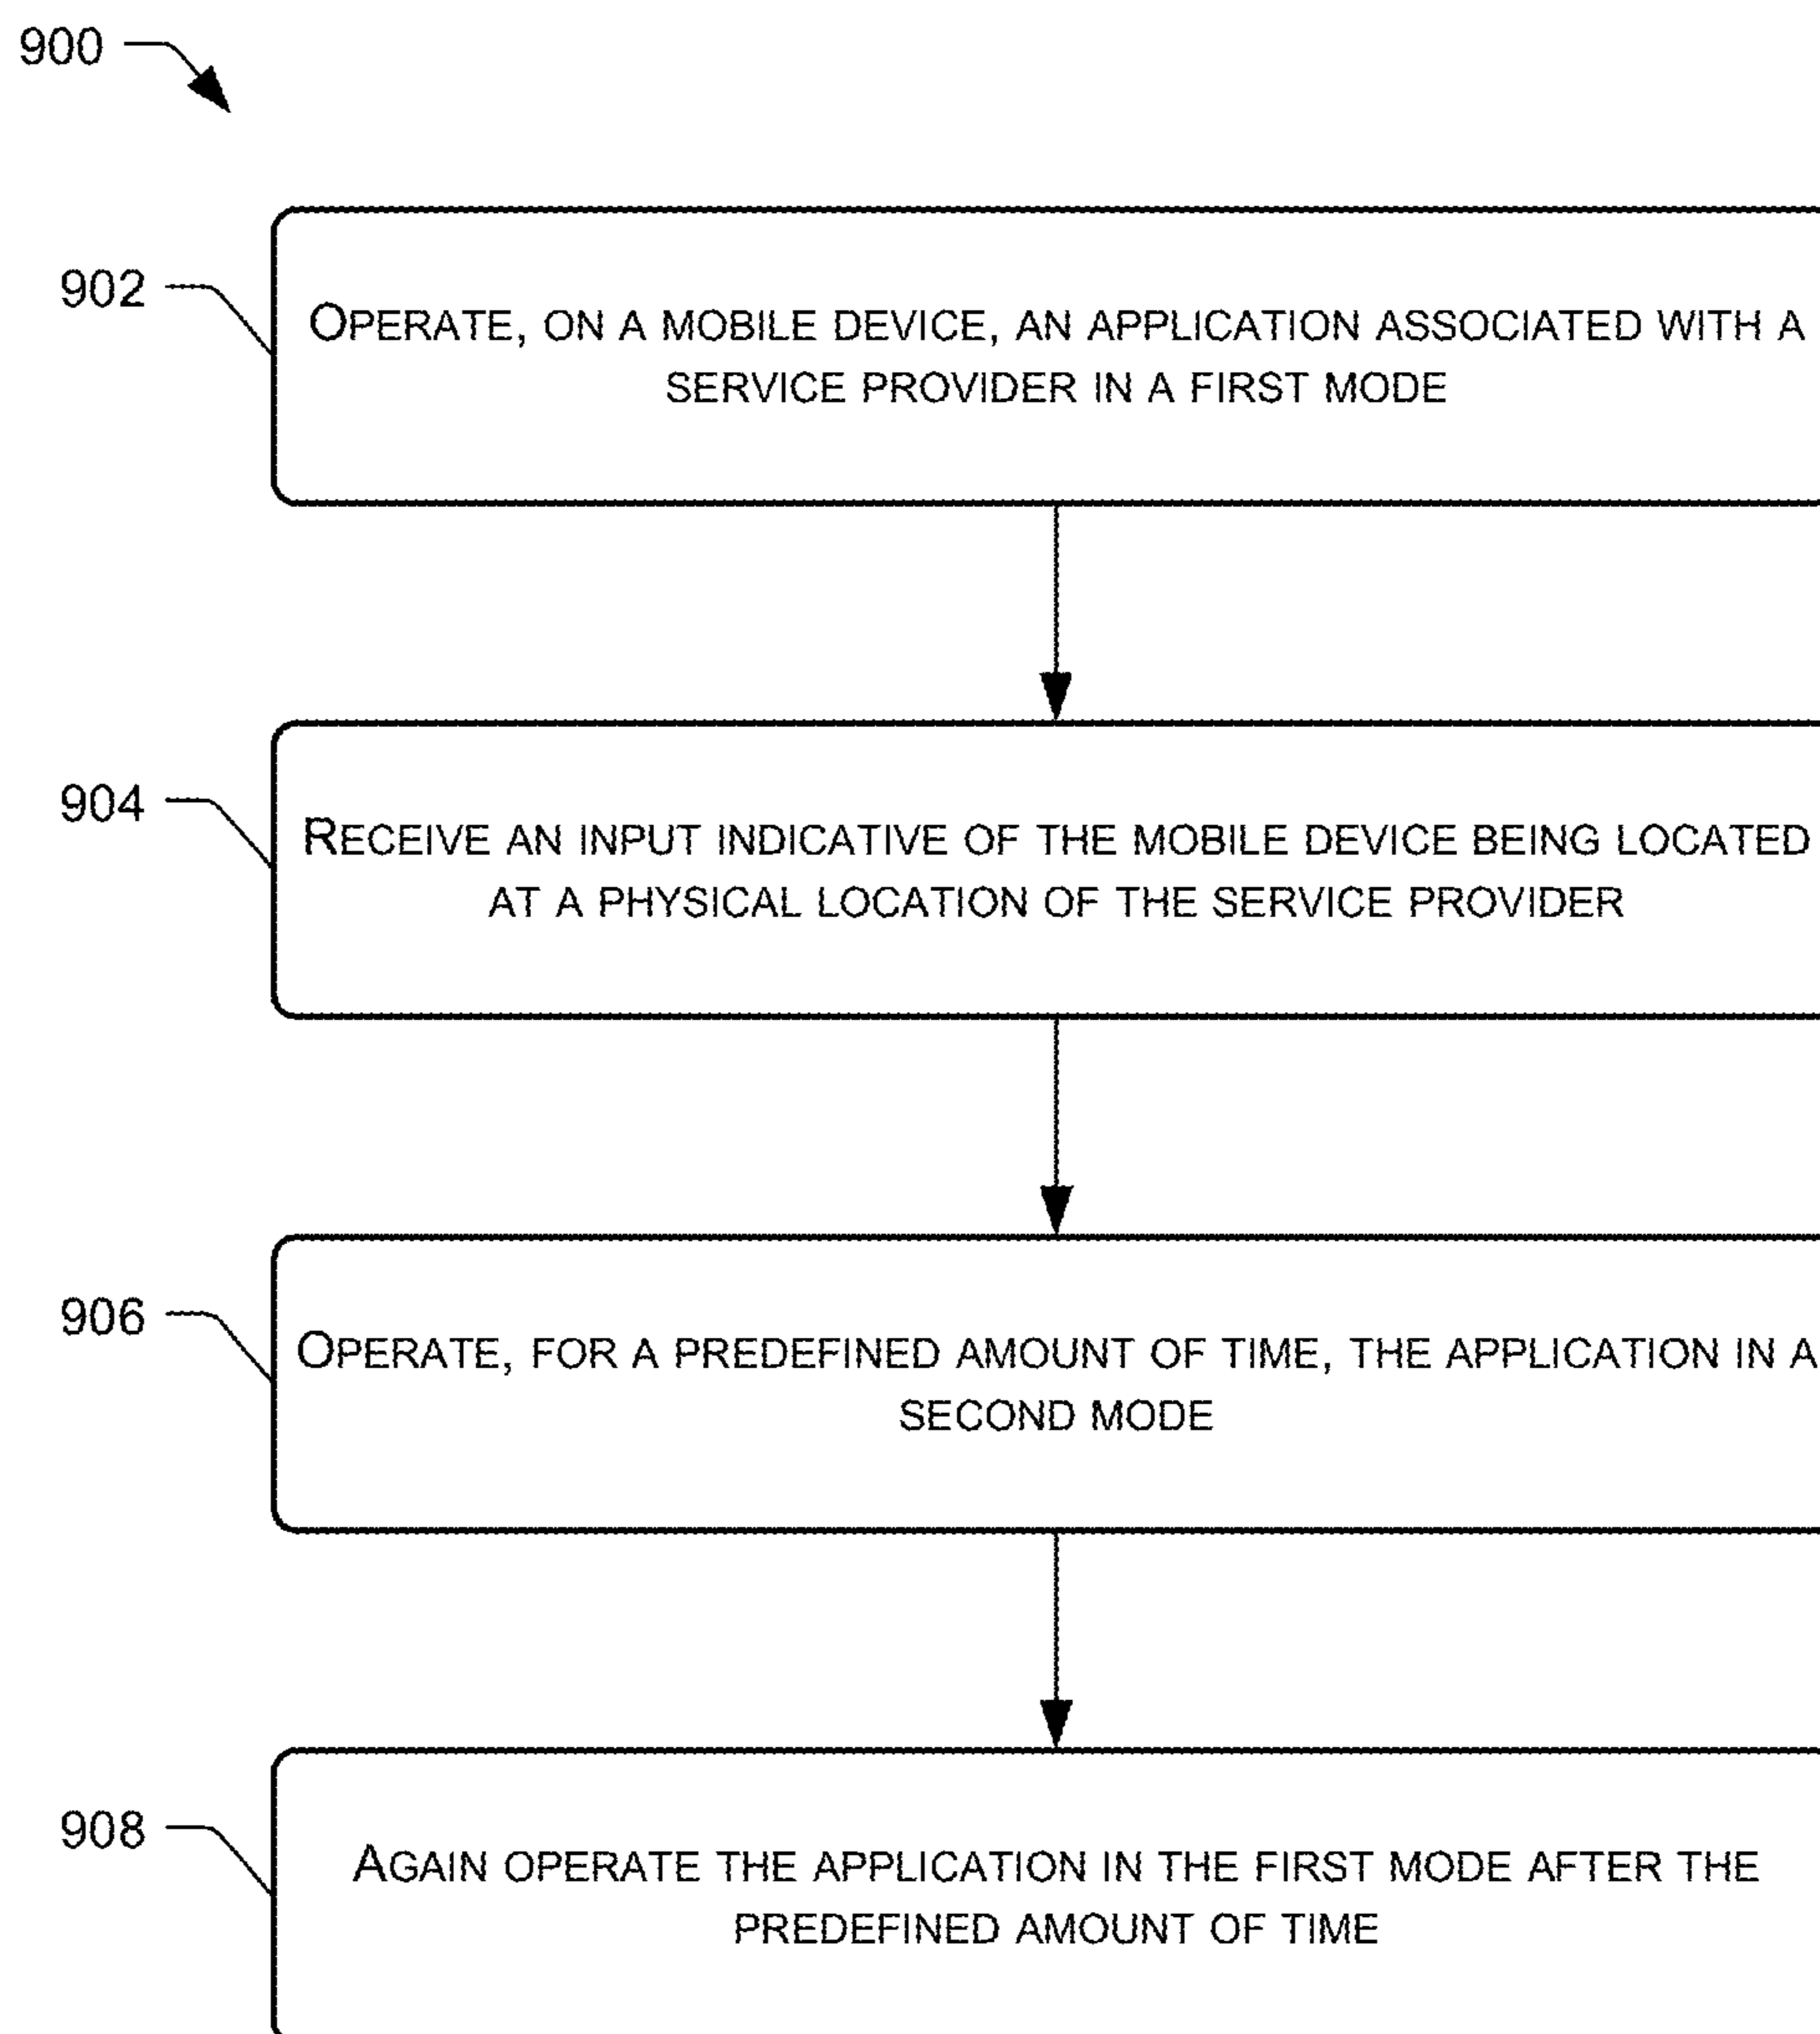 900
902
OPERATE, ON A MOBILE DEVICE, AN APPLICATION ASSOCIATED WITH A
SERVICE PROVIDER IN A FIRST MODE
904
RECEIVE AN INPUT INDICATIVE OF THE MOBILE DEVICE BEING LOCATED
AT A PHYSICAL LOCATION OF THE SERVICE PROVIDER
906
OPERATE, FOR A PREDEFINED AMOUNT OF TIME, THE APPLICATION IN A
SECOND MODE
908
AGAIN OPERATE THE APPLICATION IN THE FIRST MODE AFTER THE
PREDEFINED AMOUNT OF TIME